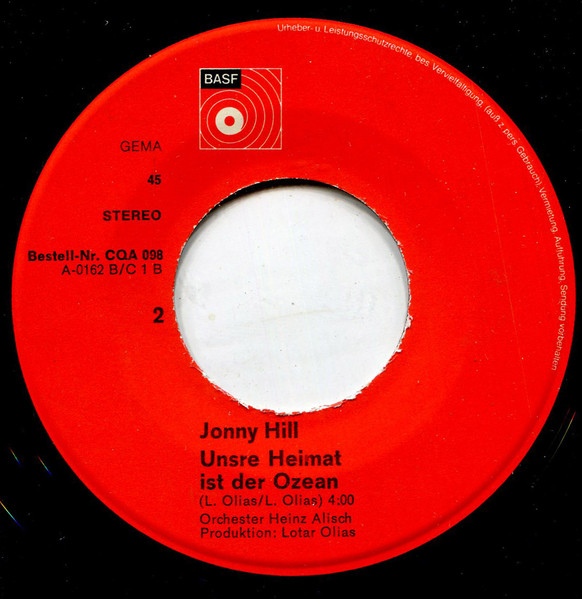 Urheber- u. Leistungsschutzrechte, bes. Vervielfältigung, (auß z. pers. Gebrauch), Vermietung, Aufführung, Sendung vorbehalten
BASF
GEMA
45
STEREO
Bestell-Nr. CQA 098
A-0162 B/C 1 B
2
Jonny Hill
Unsre Heimat
ist der Ozean
(L. Olias/L. Olias) 4:00
Orchester Heinz Alisch
Produktion: Lotar Olias